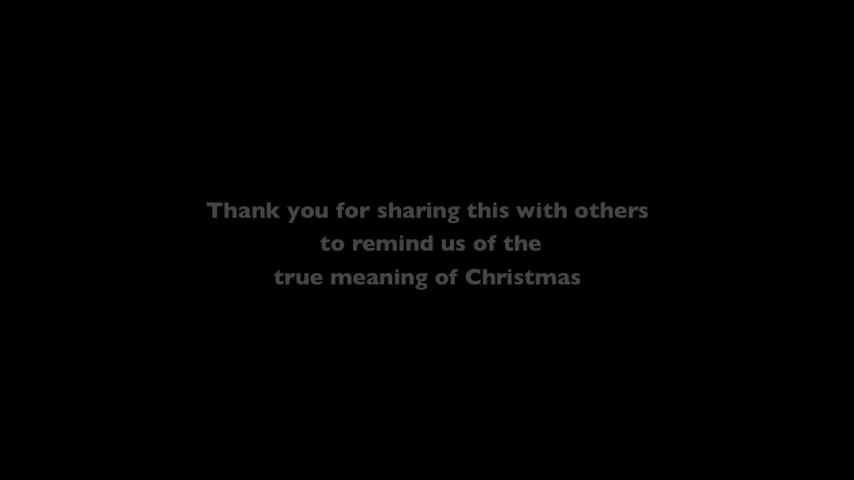 Thank you for sharing this with others
to remind us of the
true meaning of Christmas